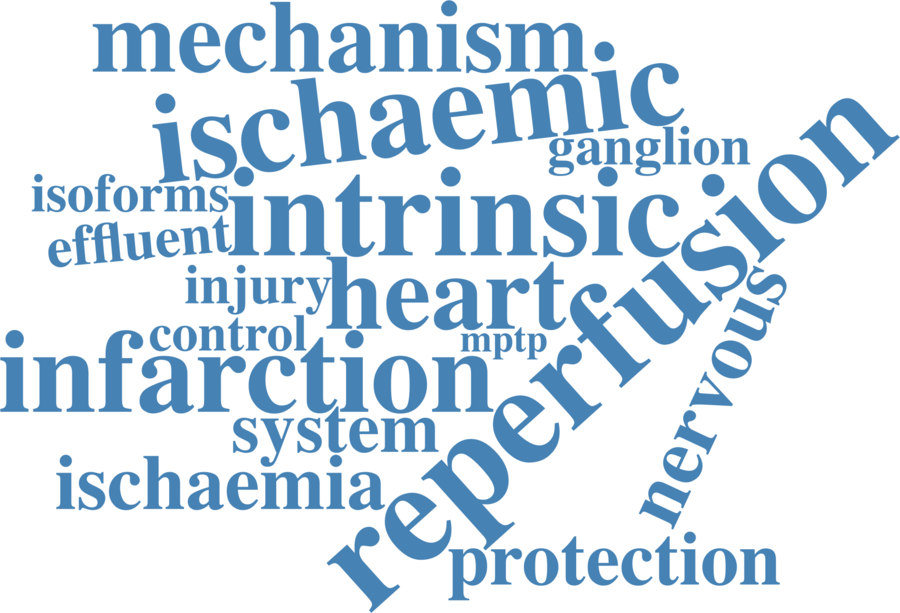 mechanism
ischaemic
ganglion
isoforms
intrinsic
effluent
reperfusion
injury
heart
control
mptp
nervous
infarction
system
ischaemia
protection